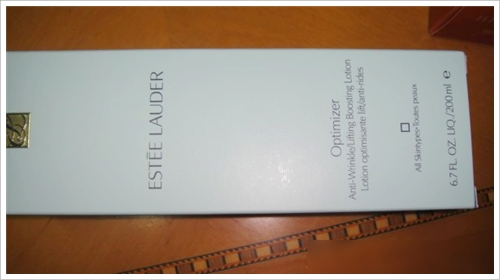 ESTĒE LAUDER
Optimizer
Anti-Wrinkle/Lifting Boosting Lotion
Lotion optimisante lift/anti-rides
All Skintypes•Toutes peaux
6.7 FL. OZ. LIQ./200ml e